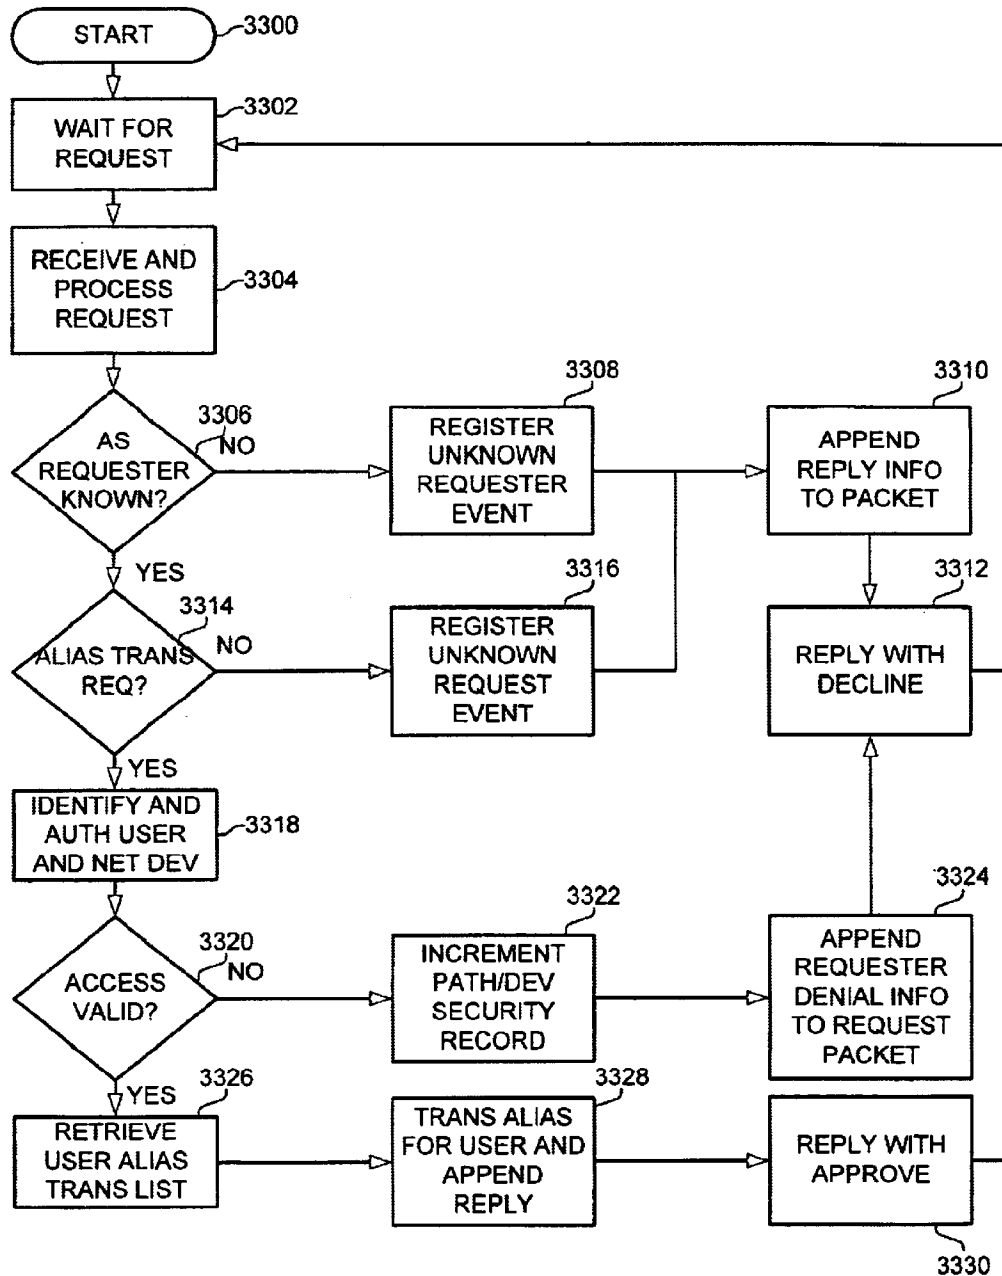 START
3300
WAIT FOR
REQUEST
3302
RECEIVE AND
PROCESS
REQUEST
3304
AS
REQUESTER
KNOWN?
3306
NO
REGISTER
UNKNOWN
REQUESTER
EVENT
3308
APPEND
REPLY INFO
TO PACKET
3310
YES
ALIAS TRANS
REQ?
3314
NO
REGISTER
UNKNOWN
REQUEST
EVENT
3316
REPLY WITH
DECLINE
3312
YES
IDENTIFY AND
AUTH USER
AND NET DEV
3318
ACCESS
VALID?
3320
NO
INCREMENT
PATH/DEV
SECURITY
RECORD
3322
APPEND
REQUESTER
DENIAL INFO
TO REQUEST
PACKET
3324
YES
RETRIEVE
USER ALIAS
TRANS LIST
3326
TRANS ALIAS
FOR USER AND
APPEND
REPLY
3328
REPLY WITH
APPROVE
3330